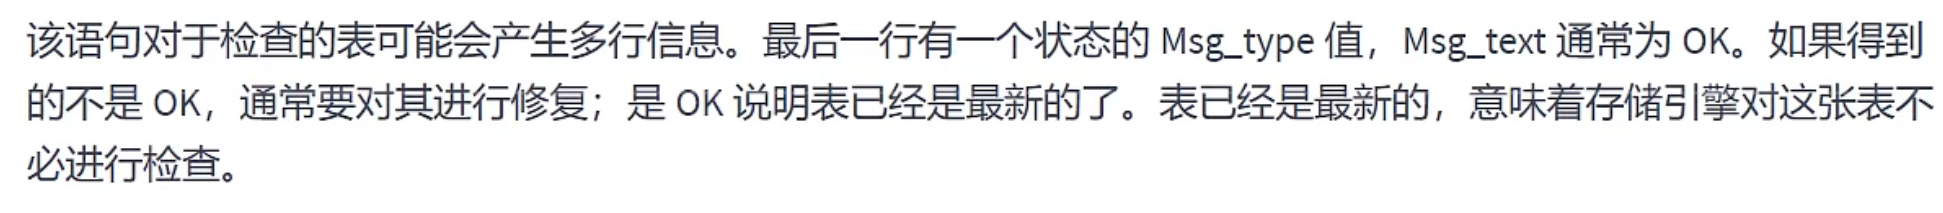 该语句对于检查的表可能会产生多行信息。最后一行有一个状态的 Msg_type 值，Msg_text 通常为 OK。如果得到
的不是 OK，通常要对其进行修复；是 OK 说明表已经是最新的了。表已经是最新的，意味着存储引擎对这张表不
必进行检查。